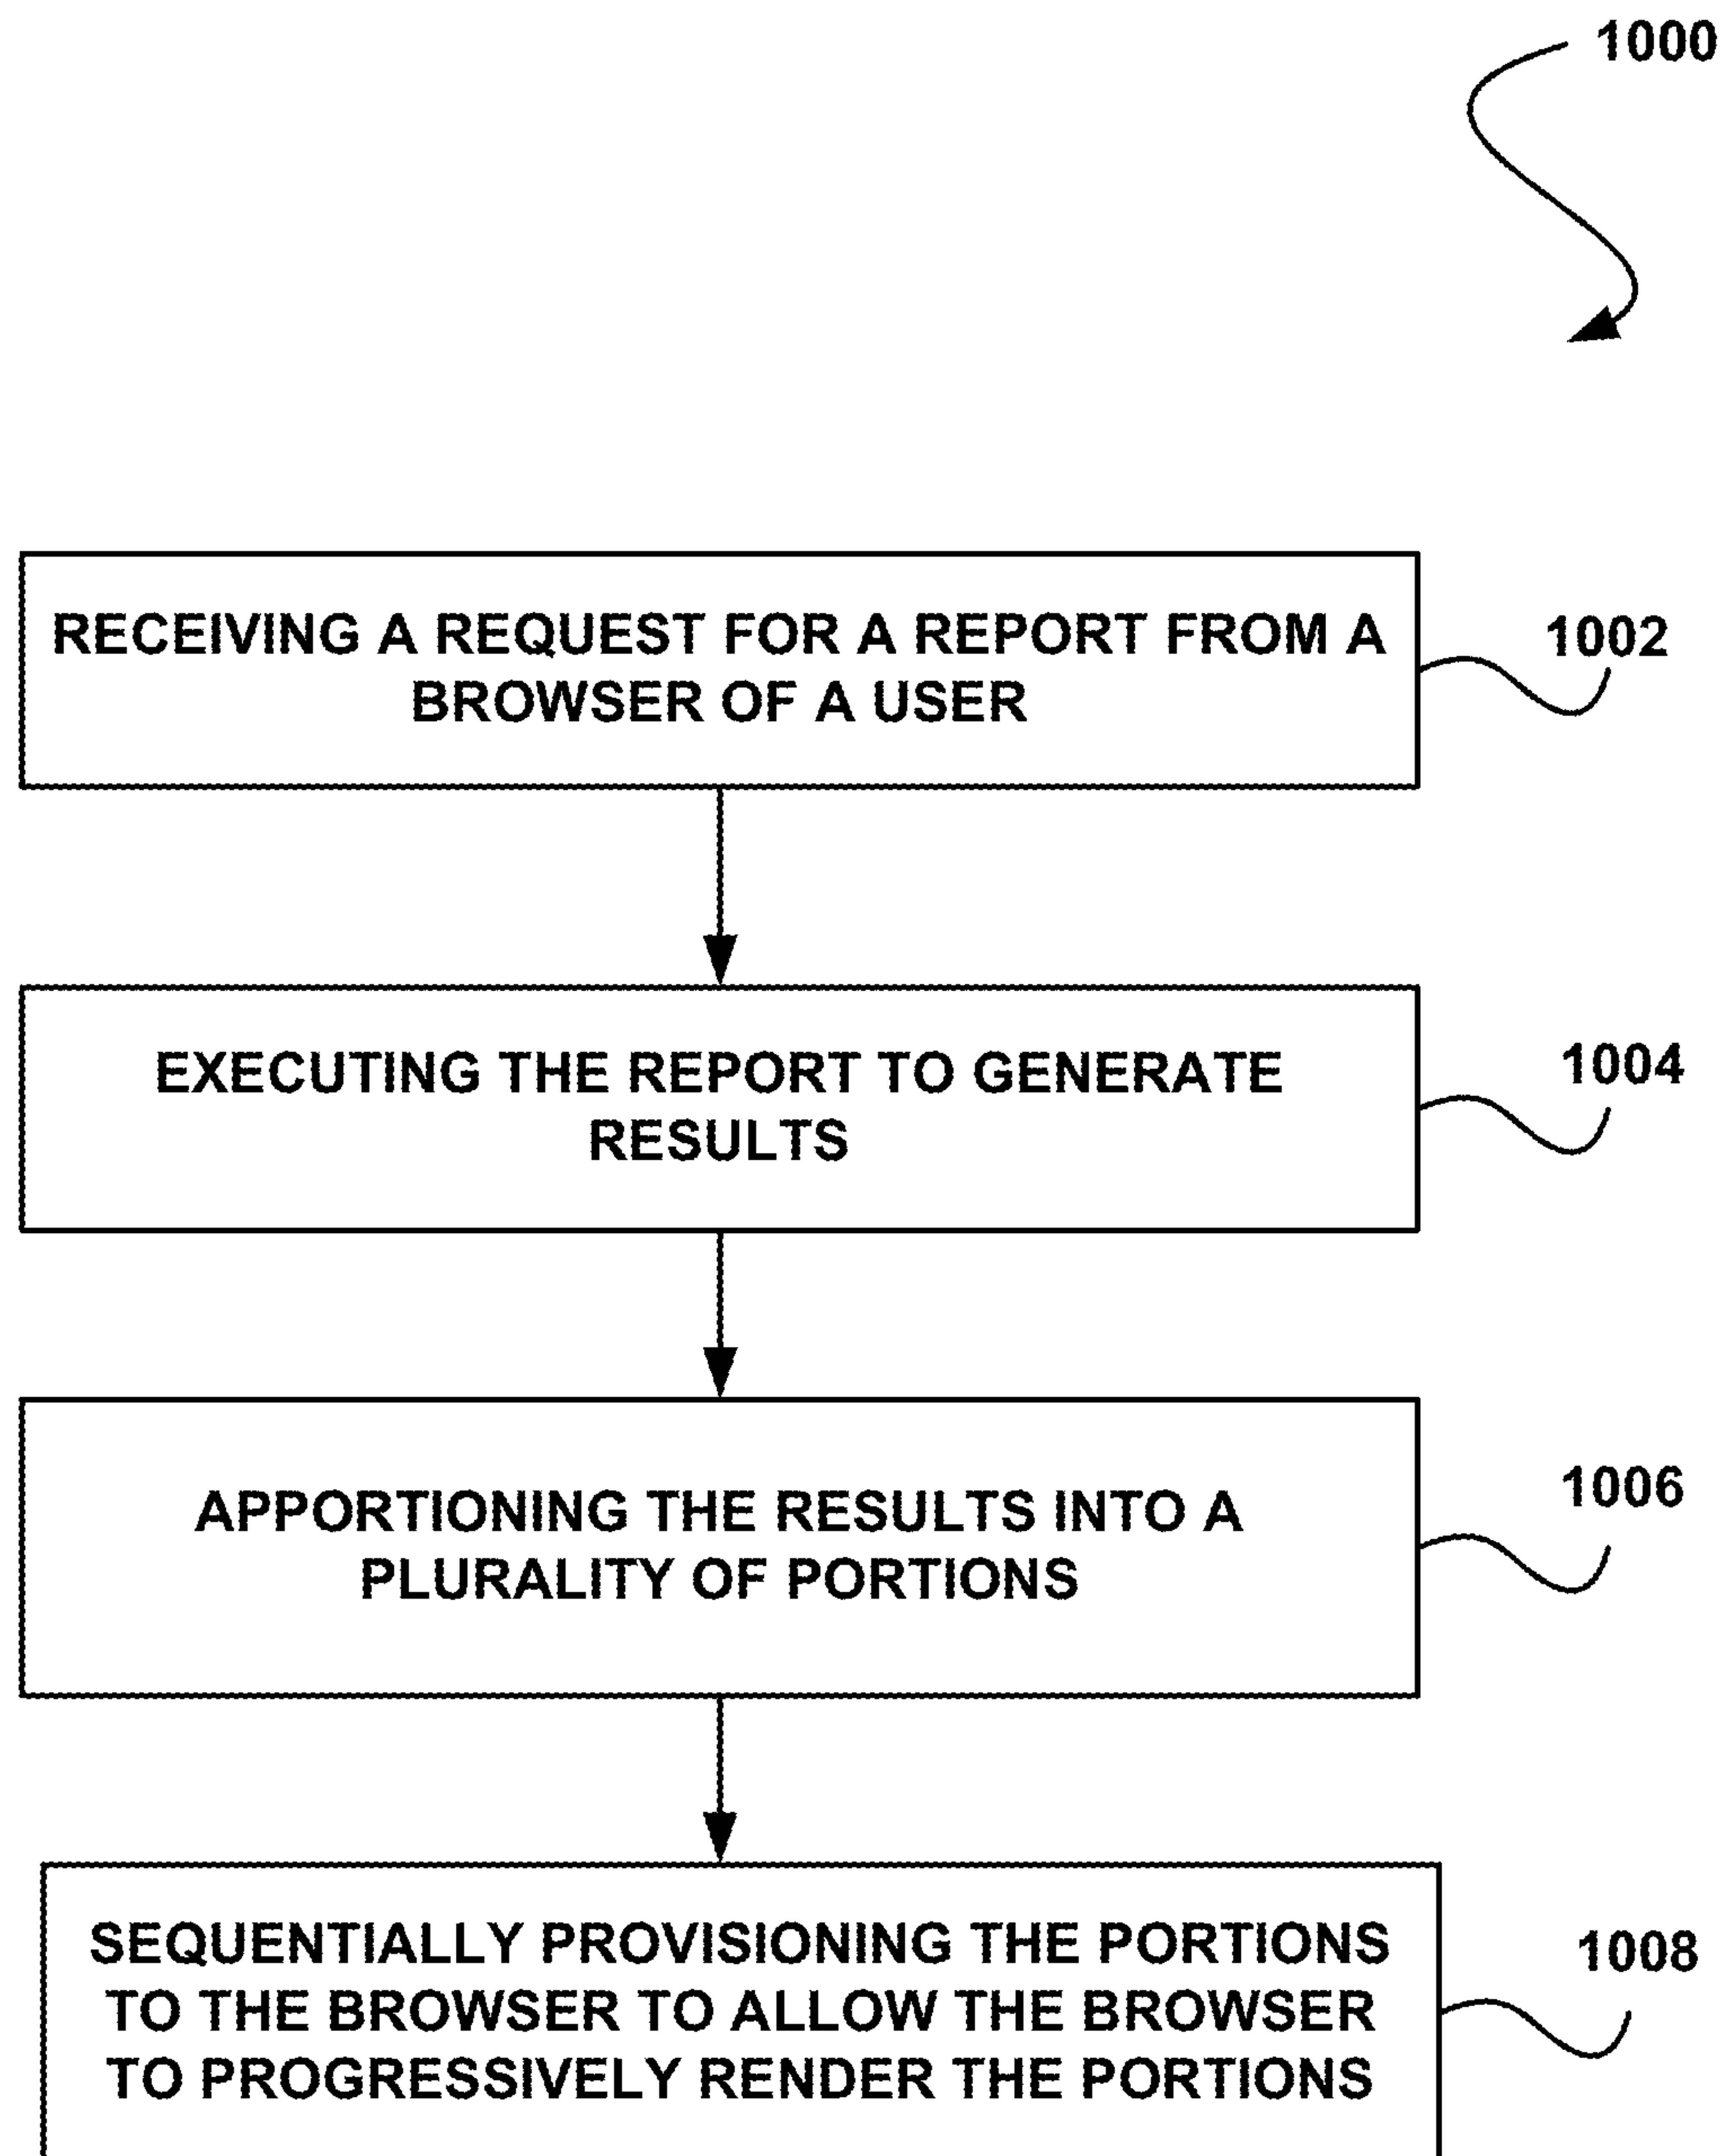 1000
RECEIVING A REQUEST FOR A REPORT FROM A
BROWSER OF A USER
1002
EXECUTING THE REPORT TO GENERATE
RESULTS
1004
APPORTIONING THE RESULTS INTO A
PLURALITY OF PORTIONS
1006
SEQUENTIALLY PROVISIONING THE PORTIONS
TO THE BROWSER TO ALLOW THE BROWSER
TO PROGRESSIVELY RENDER THE PORTIONS
1008